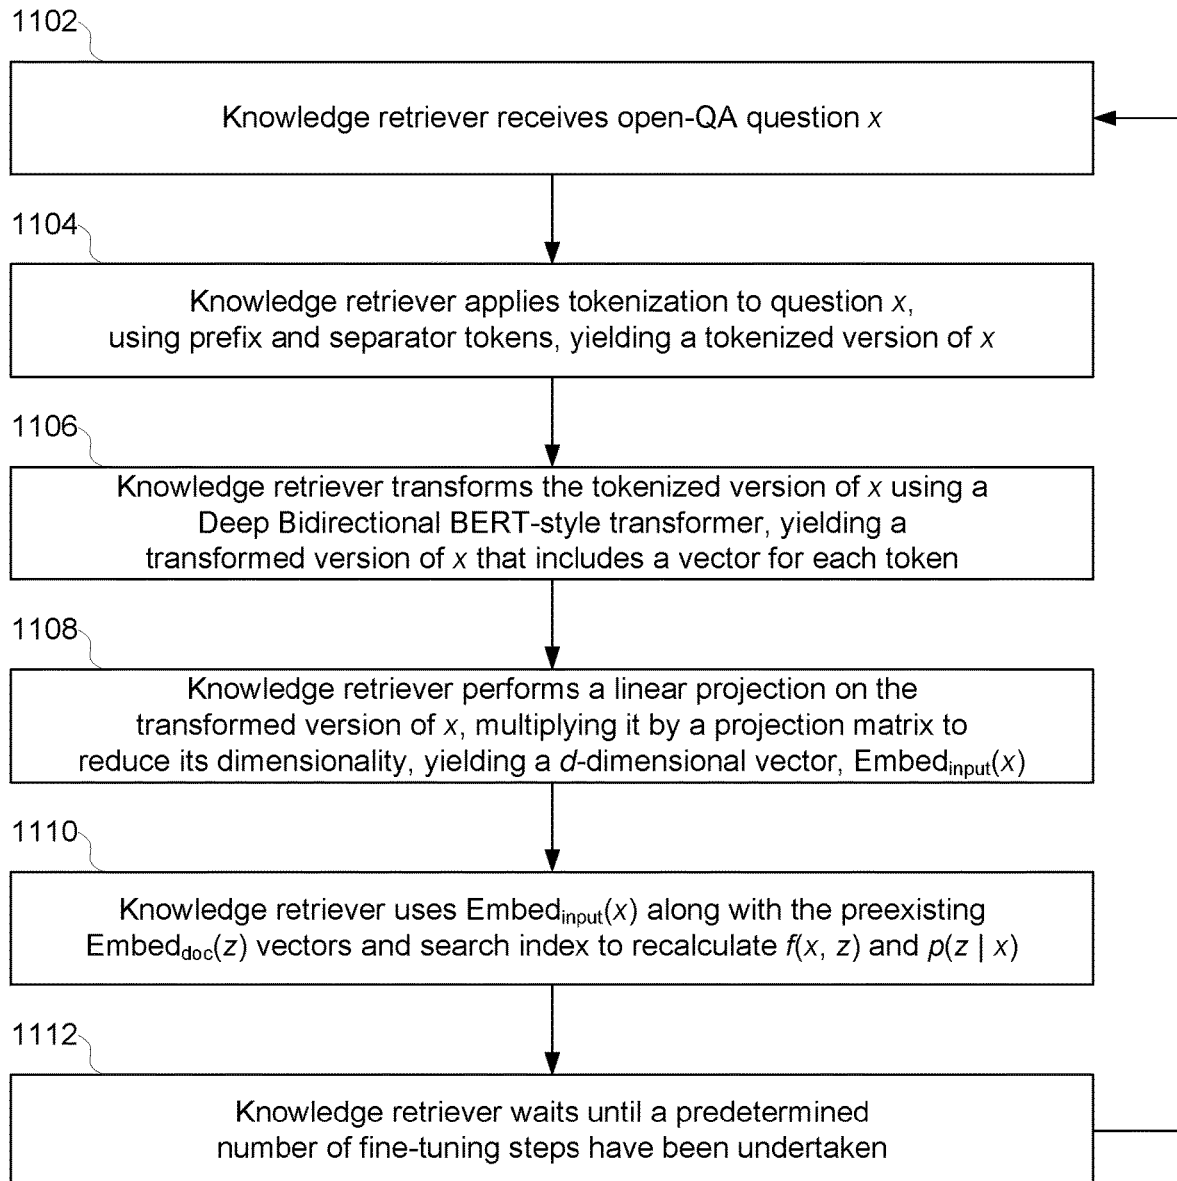 1102
Knowledge retriever receives open-QA question x
1104
Knowledge retriever applies tokenization to question x,
using prefix and separator tokens, yielding a tokenized version of x
1106
Knowledge retriever transforms the tokenized version of x using a
Deep Bidirectional BERT-style transformer, yielding a
transformed version of x that includes a vector for each token
1108
Knowledge retriever performs a linear projection on the
transformed version of x, multiplying it by a projection matrix to
reduce its dimensionality, yielding a d-dimensional vector, Embed_input(x)
1110
Knowledge retriever uses Embed_input(x) along with the preexisting
Embed_doc(z) vectors and search index to recalculate f(x, z) and p(z | x)
1112
Knowledge retriever waits until a predetermined
number of fine-tuning steps have been undertaken